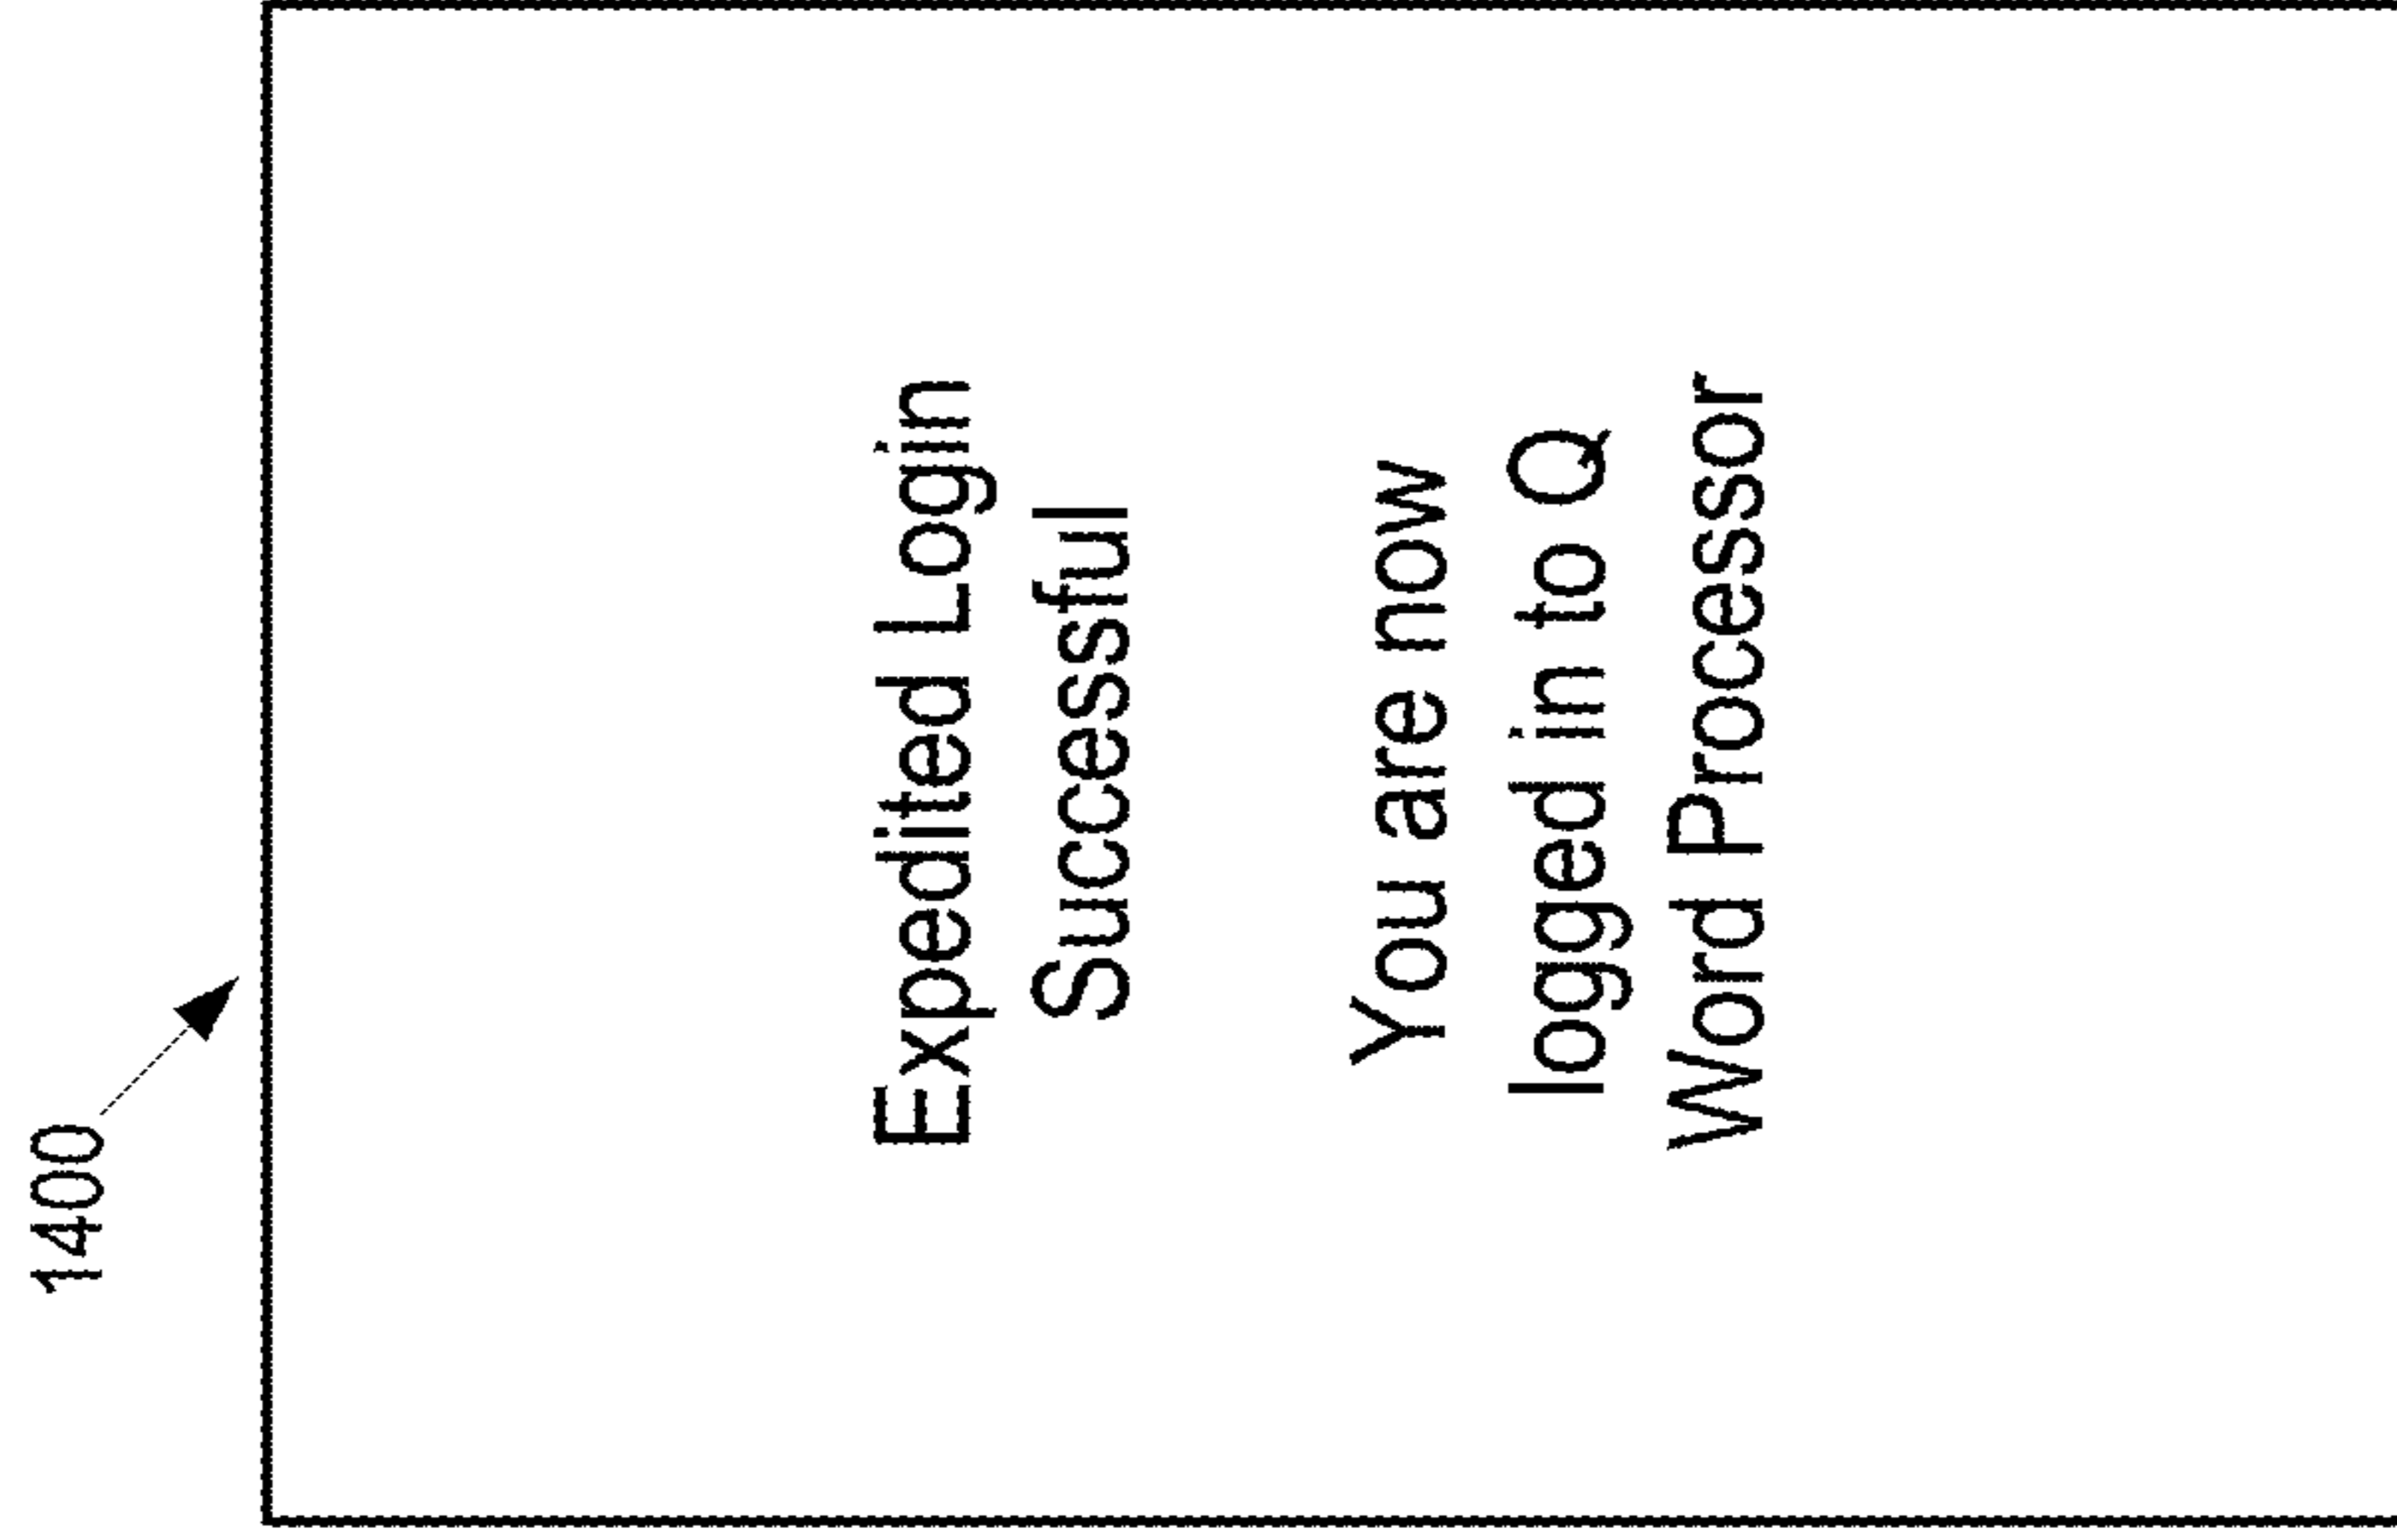 1400
Expedited Login
Successful
You are now
logged in to Q
Word Processor